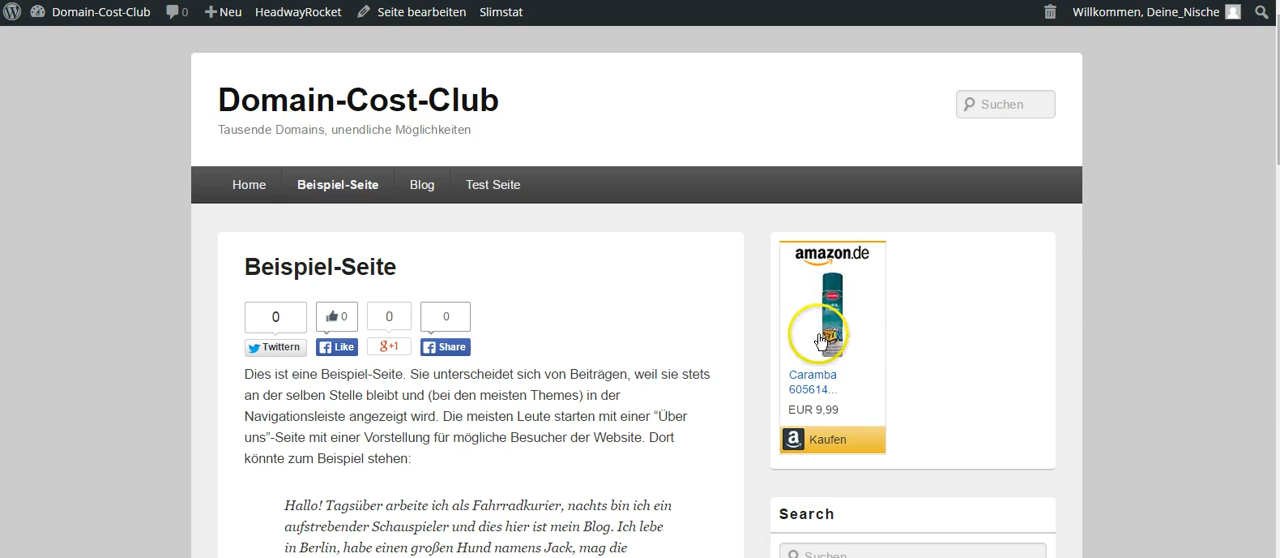 Domain-Cost-Club 0 Neu HeadwayRocket Seite bearbeiten Slimstat Willkommen, Deine_Nische
Domain-Cost-Club
Tausende Domains, unendliche Möglichkeiten
Suchen
Home Beispiel-Seite Blog Test Seite
Beispiel-Seite
0 0 0 0
Twittern Like g+1 Share
Dies ist eine Beispiel-Seite. Sie unterscheidet sich von Beiträgen, weil sie stets
an der selben Stelle bleibt und (bei den meisten Themes) in der
Navigationsleiste angezeigt wird. Die meisten Leute starten mit einer “Über
uns”-Seite mit einer Vorstellung für mögliche Besucher der Website. Dort
könnte zum Beispiel stehen:
Hallo! Tagsüber arbeite ich als Fahrradkurier, nachts bin ich ein
aufstrebender Schauspieler und dies hier ist mein Blog. Ich lebe
in Berlin, habe einen großen Hund namens Jack, mag die
amazon.de
Caramba
605614...
EUR 9,99
a Kaufen
Search
Suchen